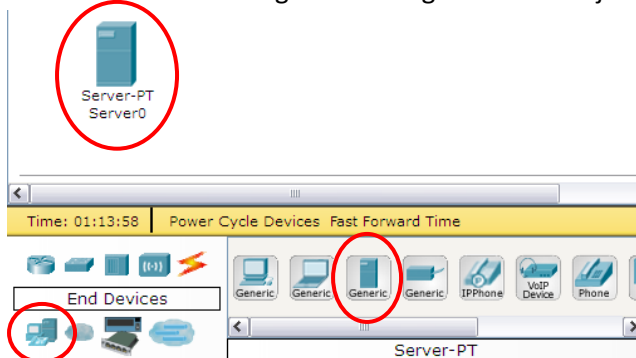 Server-PT
Server0
Time: 01:13:58 Power Cycle Devices Fast Forward Time
End Devices
Generic Generic Generic Generic IPPhone VoIP Device Phone
Server-PT